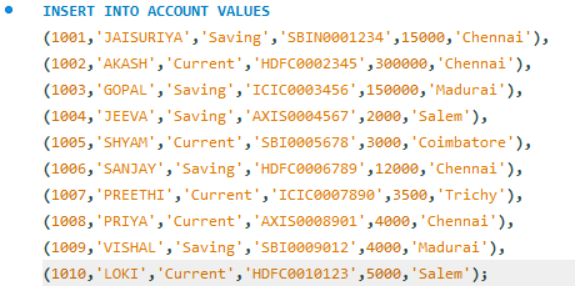 INSERT INTO ACCOUNT VALUES
(1001,'JAISURIYA','Saving','SBIN0001234',15000,'Chennai'),
(1002,'AKASH','Current','HDFC0002345',300000,'Chennai'),
(1003,'GOPAL','Saving','ICIC0003456',150000,'Madurai'),
(1004,'JEEVA','Saving','AXIS0004567',2000,'Salem'),
(1005,'SHYAM','Current','SBI0005678',3000,'Coimbatore'),
(1006,'SANJAY','Saving','HDFC0006789',12000,'Chennai'),
(1007,'PREETHI','Current','ICIC0007890',3500,'Trichy'),
(1008,'PRIYA','Current','AXIS0008901',4000,'Chennai'),
(1009,'VISHAL','Saving','SBI0009012',4000,'Madurai'),
(1010,'LOKI','Current','HDFC0010123',5000,'Salem');